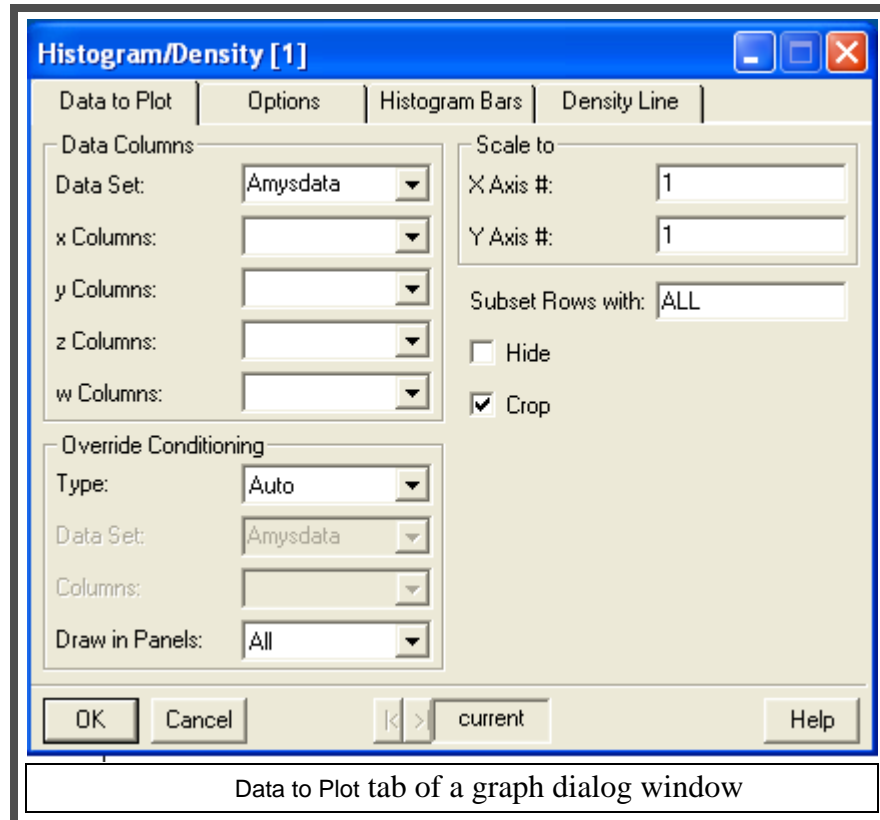 Histogram/Density [1]
Data to Plot Options Histogram Bars Density Line
Data Columns
Data Set: Amysdata
x Columns:
y Columns:
z Columns:
w Columns:
Override Conditioning
Type: Auto
Data Set: Amysdata
Columns:
Draw in Panels: All
Scale to
X Axis #: 1
Y Axis #: 1
Subset Rows with: ALL
Hide
Crop
OK Cancel |< >| current Help
Data to Plot tab of a graph dialog window